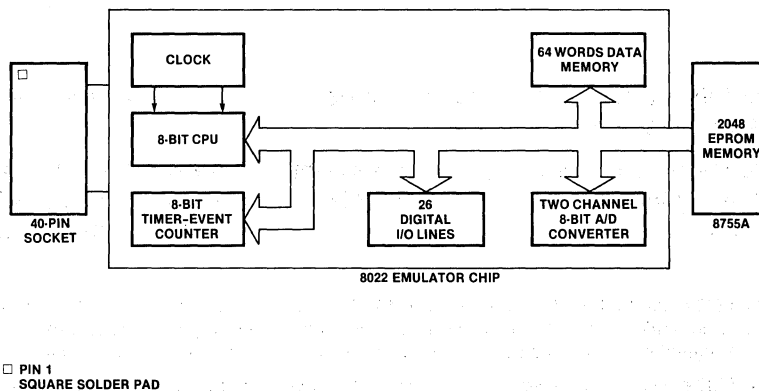 CLOCK
64 WORDS DATA
MEMORY
8-BIT CPU
2048
EPROM
MEMORY
8-BIT
TIMER-EVENT
COUNTER
26
DIGITAL
I/O LINES
TWO CHANNEL
8-BIT A/D
CONVERTER
40-PIN
SOCKET
8755A
8022 EMULATOR CHIP
PIN 1
SQUARE SOLDER PAD